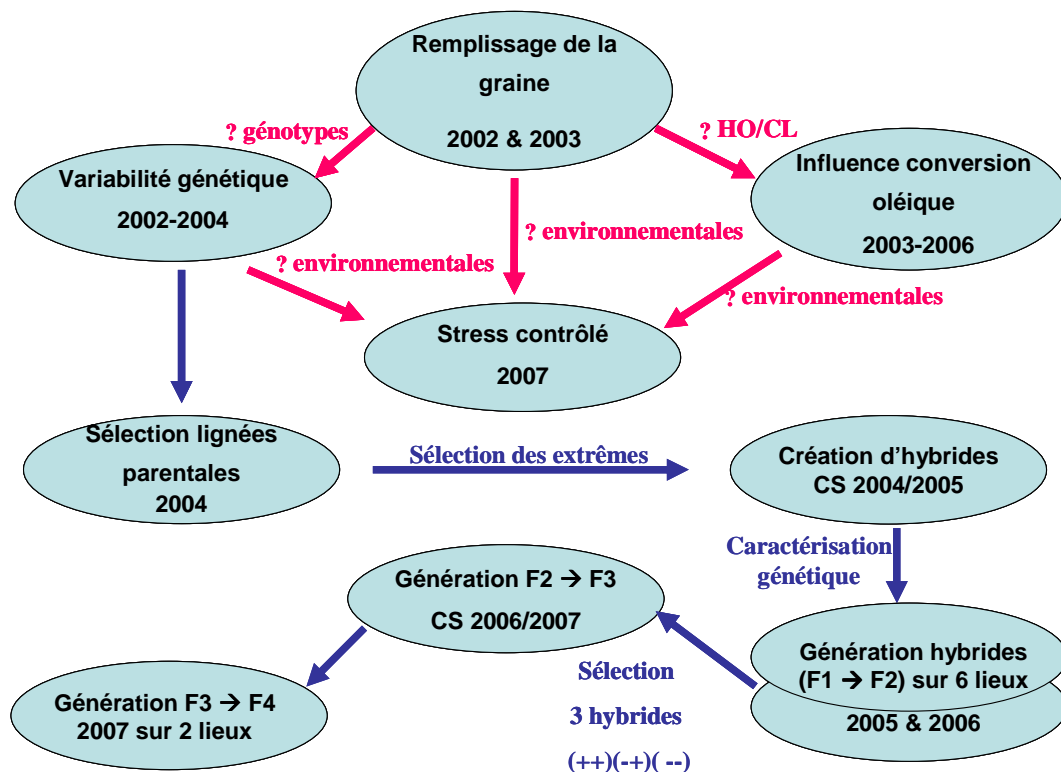 Remplissage de la
graine
2002 & 2003
? génotypes
? HO/CL
Variabilité génétique
2002-2004
Influence conversion
oléique
2003-2006
? environnementales
? environnementales
? environnementales
Stress contrôlé
2007
Sélection lignées
parentales
2004
Sélection des extrêmes
Création d'hybrides
CS 2004/2005
Caractérisation
génétique
Génération hybrides
(F1 → F2) sur 6 lieux
2005 & 2006
Sélection
3 hybrides
(++)(-+)( --)
Génération F2 → F3
CS 2006/2007
Génération F3 → F4
2007 sur 2 lieux